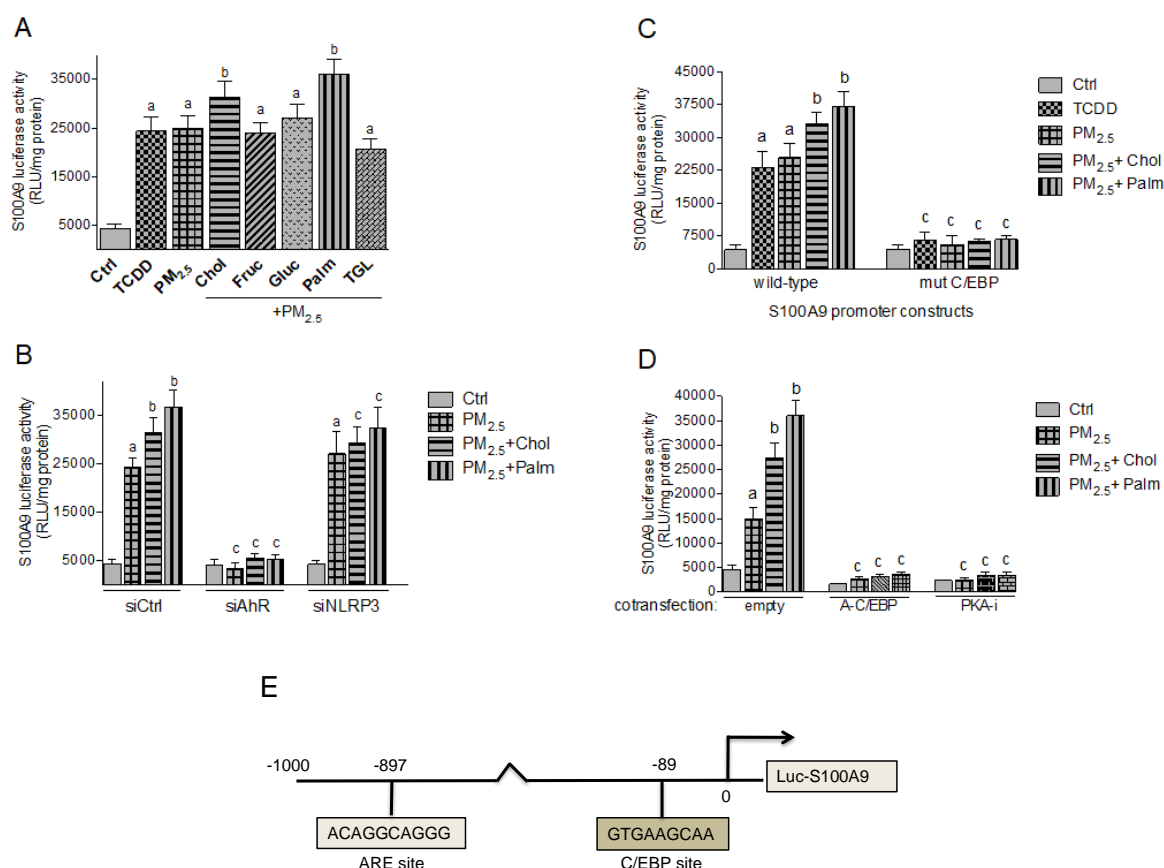 A
S100A9 luciferase activity
(RLU/mg protein)
35000
25000
15000
5000
a
a
b
a
a
b
a
Ctrl
TCDD
PM2.5
Chol
Fruc
Gluc
Palm
TGL
+PM2.5
B
S100A9 luciferase activity
(RLU/mg protein)
35000
25000
15000
5000
a
b
b
c
c
c
a
c
c
siCtrl
siAhR
siNLRP3
Ctrl
PM2.5
PM2.5+Chol
PM2.5+Palm
C
S100A9 luciferase activity
(RLU/mg protein)
45000
37500
30000
22500
15000
7500
0
a
a
b
b
c
c
c
c
wild-type
mut C/EBP
S100A9 promoter constructs
Ctrl
TCDD
PM2.5
PM2.5+ Chol
PM2.5+ Palm
D
S100A9 luciferase activity
(RLU/mg protein)
40000
35000
30000
25000
20000
15000
10000
5000
0
a
b
b
c
c
c
c
c
c
cotransfection:
empty
A-C/EBP
PKA-i
Ctrl
PM2.5
PM2.5+ Chol
PM2.5+ Palm
E
-1000
-897
-89
0
Luc-S100A9
ACAGGCAGGG
GTGAAGCAA
ARE site
C/EBP site